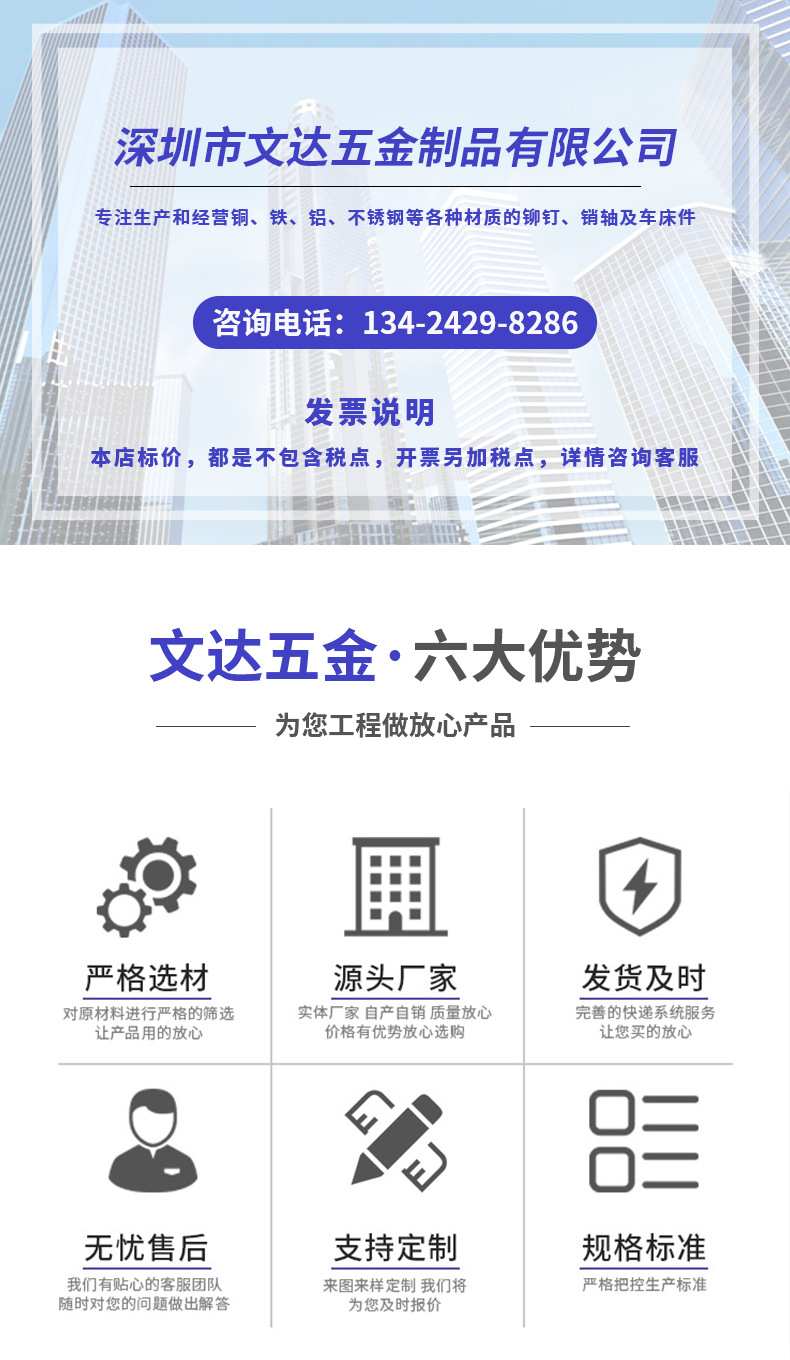 深圳市文达五金制品有限公司
专注生产和经营铜、铁、铝、不锈钢等各种材质的铆钉、销轴及车床件
咨询电话：134-2429-8286
发票说明
本店标价，都是不包含税点，开票另加税点，详情咨询客服
文达五金·六大优势
为您工程做放心产品
严格选材
对原材料进行严格的筛选
让产品用的放心
源头厂家
实体厂家 自产自销 质量放心
价格有优势放心选购
发货及时
完善的快递系统服务
让您买的放心
无忧售后
我们有贴心的客服团队
随时对您的问题做出解答
支持定制
来图来样定制 我们将
为您及时报价
规格标准
严格把控生产标准